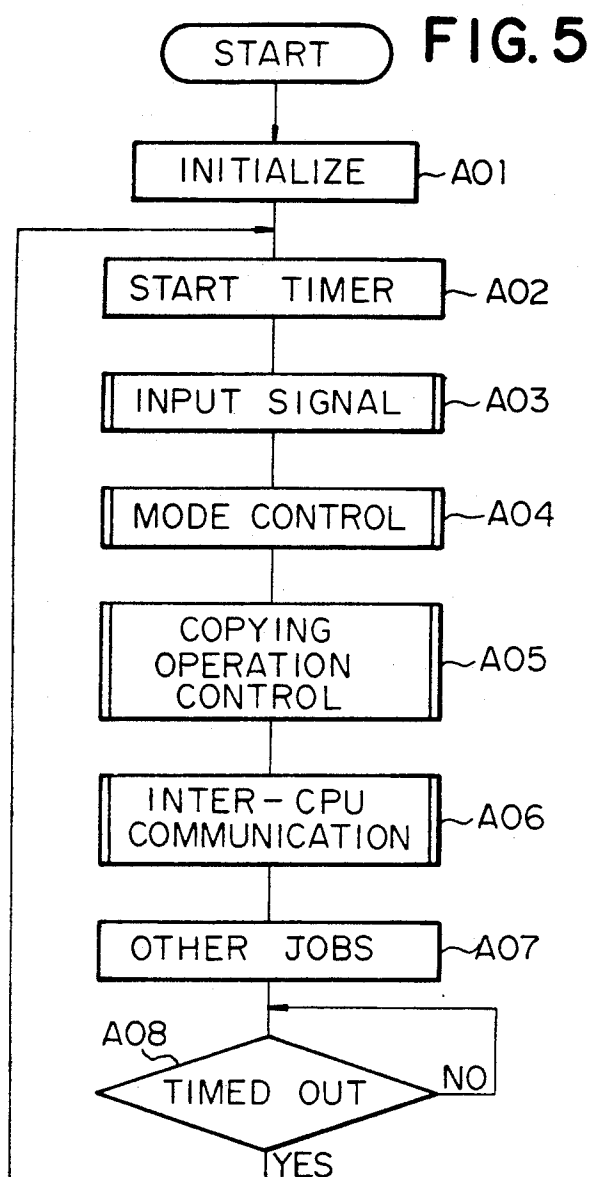 FIG. 5
START
INITIALIZE
A01
START TIMER
A02
INPUT SIGNAL
A03
MODE CONTROL
A04
COPYING
OPERATION
CONTROL
A05
INTER-CPU
COMMUNICATION
A06
OTHER JOBS
A07
A08
TIMED OUT
NO
YES